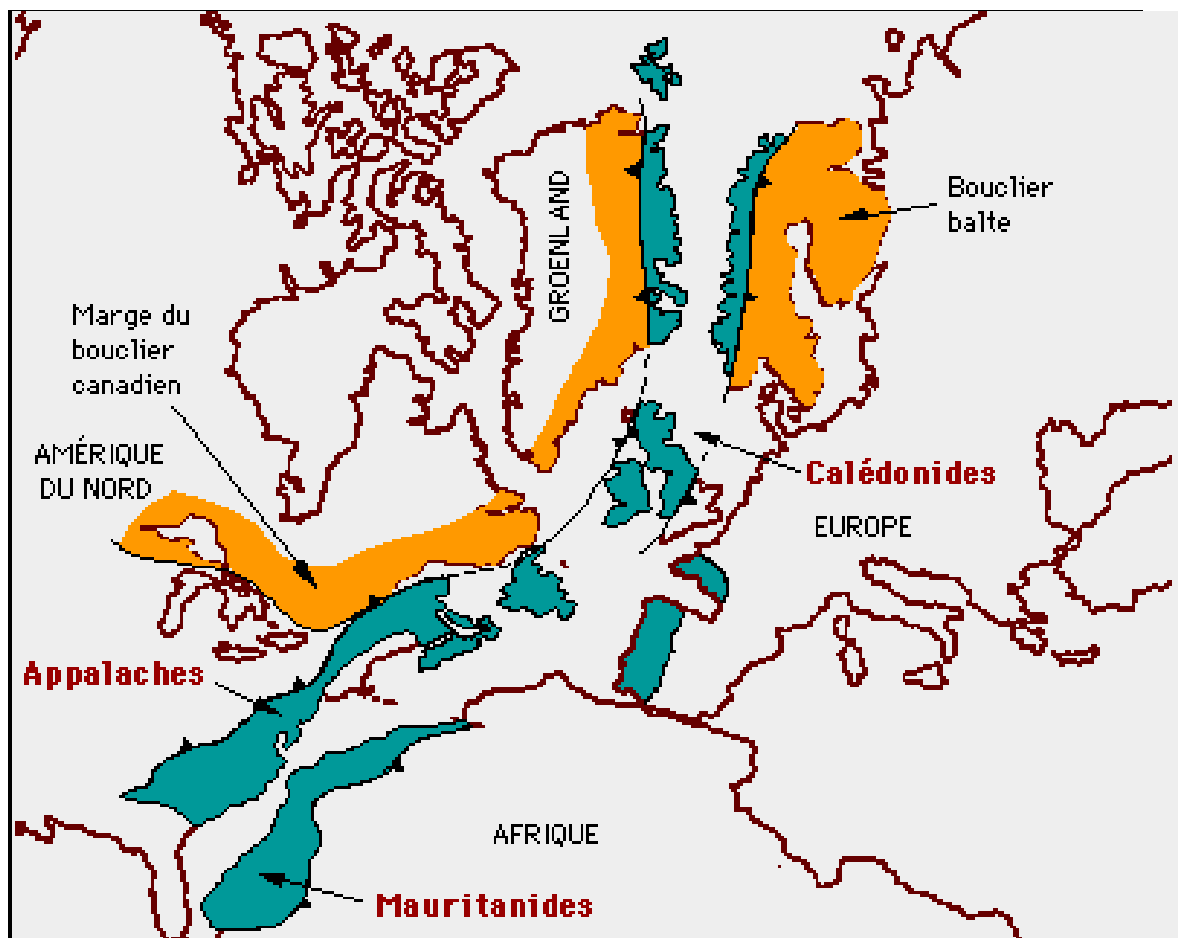 GROENLAND
Bouclier
balte
Marge du
bouclier
canadien
AMÉRIQUE
DU NORD
Calédonides
EUROPE
Appalaches
AFRIQUE
Mauritanides